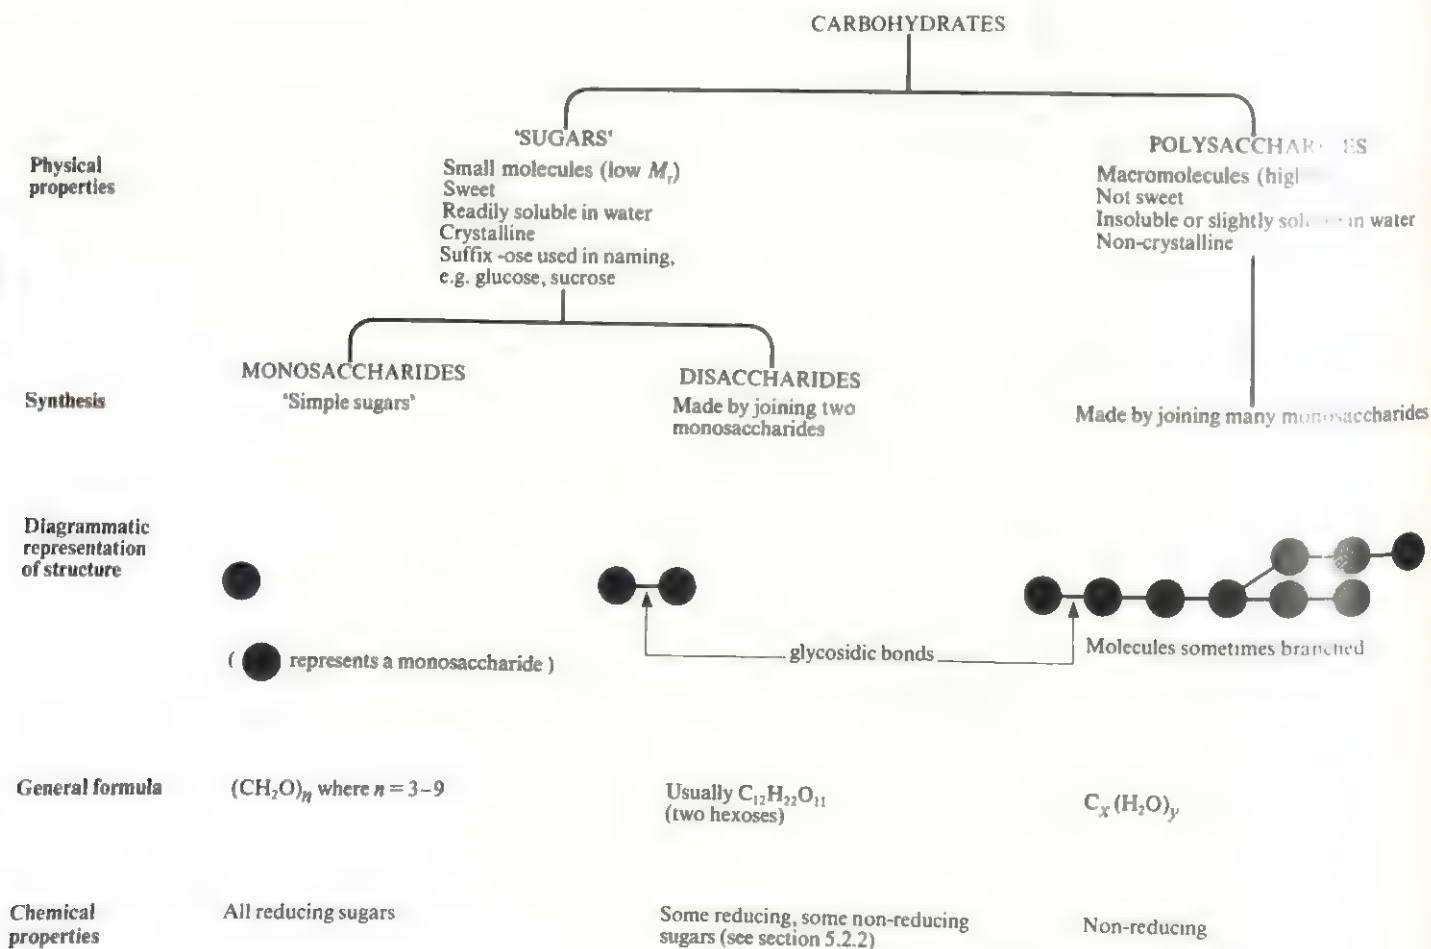 CARBOHYDRATES
'SUGARS'
POLYSACCHAR ES
Physical
properties
Small molecules (low Mr)
Sweet
Readily soluble in water
Crystalline
Suffix -ose used in naming,
e.g. glucose, sucrose
Macromolecules
Not sweet
Insoluble or slightly in water
Non-crystalline
MONOSACCHARIDES
DISACCHARIDES
Synthesis
'Simple sugars'
Made by joining two
monosaccharides
Made by joining many monosaccharides
Diagrammatic
representation
of structure
( represents a monosaccharide )
glycosidic bonds
Molecules sometimes branched
General formula
(CH₂O)n where n = 3–9
Usually C₁₂H₂₂O₁₁
(two hexoses)
Cx(H₂O)y
Chemical
properties
All reducing sugars
Some reducing, some non-reducing
sugars (see section 5.2.2)
Non-reducing